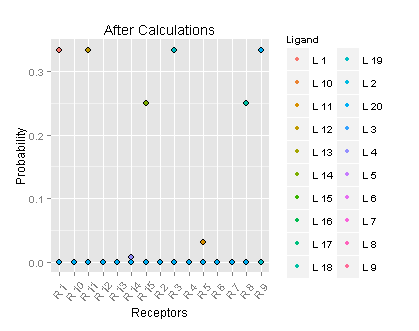 After Calculations
Probability
0.3
0.2
0.1
0.0
R 1
R 10
R 11
R 12
R 13
R 14
R 15
R 2
R 3
R 4
R 5
R 6
R 7
R 8
R 9
Receptors
Ligand
L 1
L 10
L 11
L 12
L 13
L 14
L 15
L 16
L 17
L 18
L 19
L 2
L 20
L 3
L 4
L 5
L 6
L 7
L 8
L 9